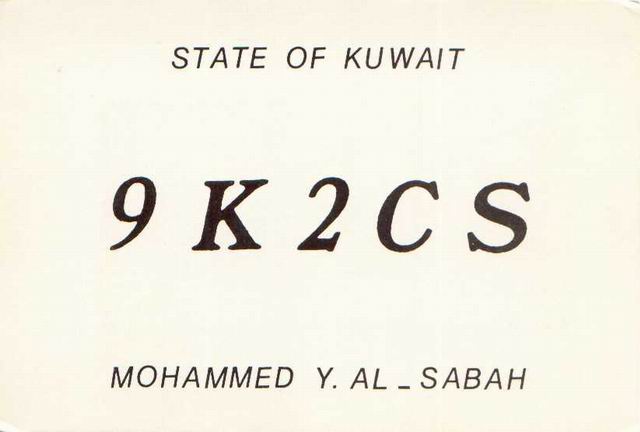 STATE OF KUWAIT
9K2CS
MOHAMMED Y. AL_SABAH